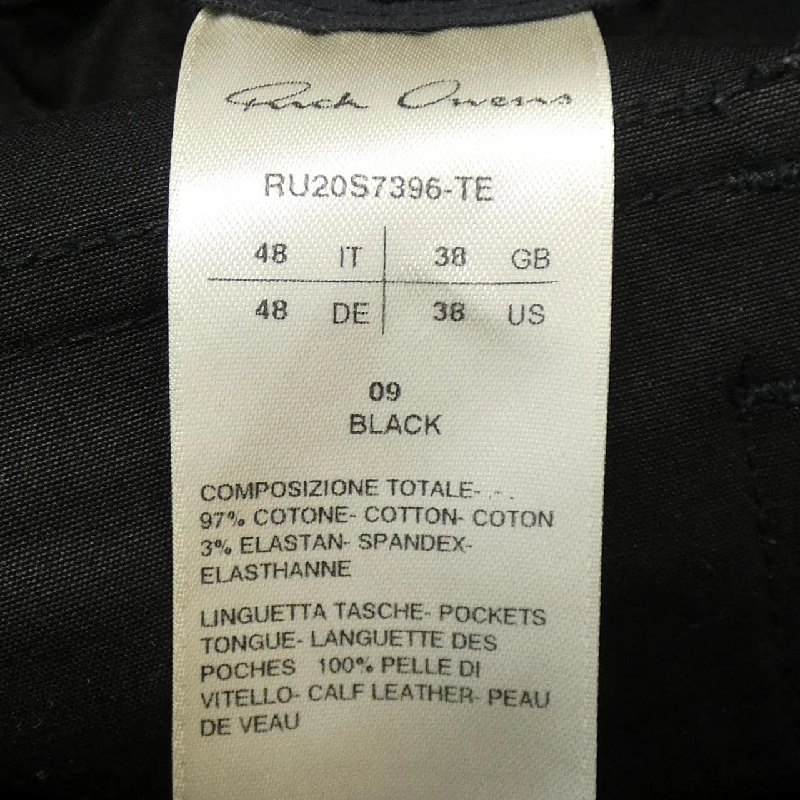 Rick Owens
RU20S7396-TE
48 IT 38 GB
48 DE 38 US
09
BLACK
COMPOSIZIONE TOTALE- .- .
97% COTONE- COTTON- COTON
3% ELASTAN- SPANDEX-
ELASTHANNE
LINGUETTA TASCHE- POCKETS
TONGUE- LANGUETTE DES
POCHES 100% PELLE DI
VITELLO- CALF LEATHER- PEAU
DE VEAU